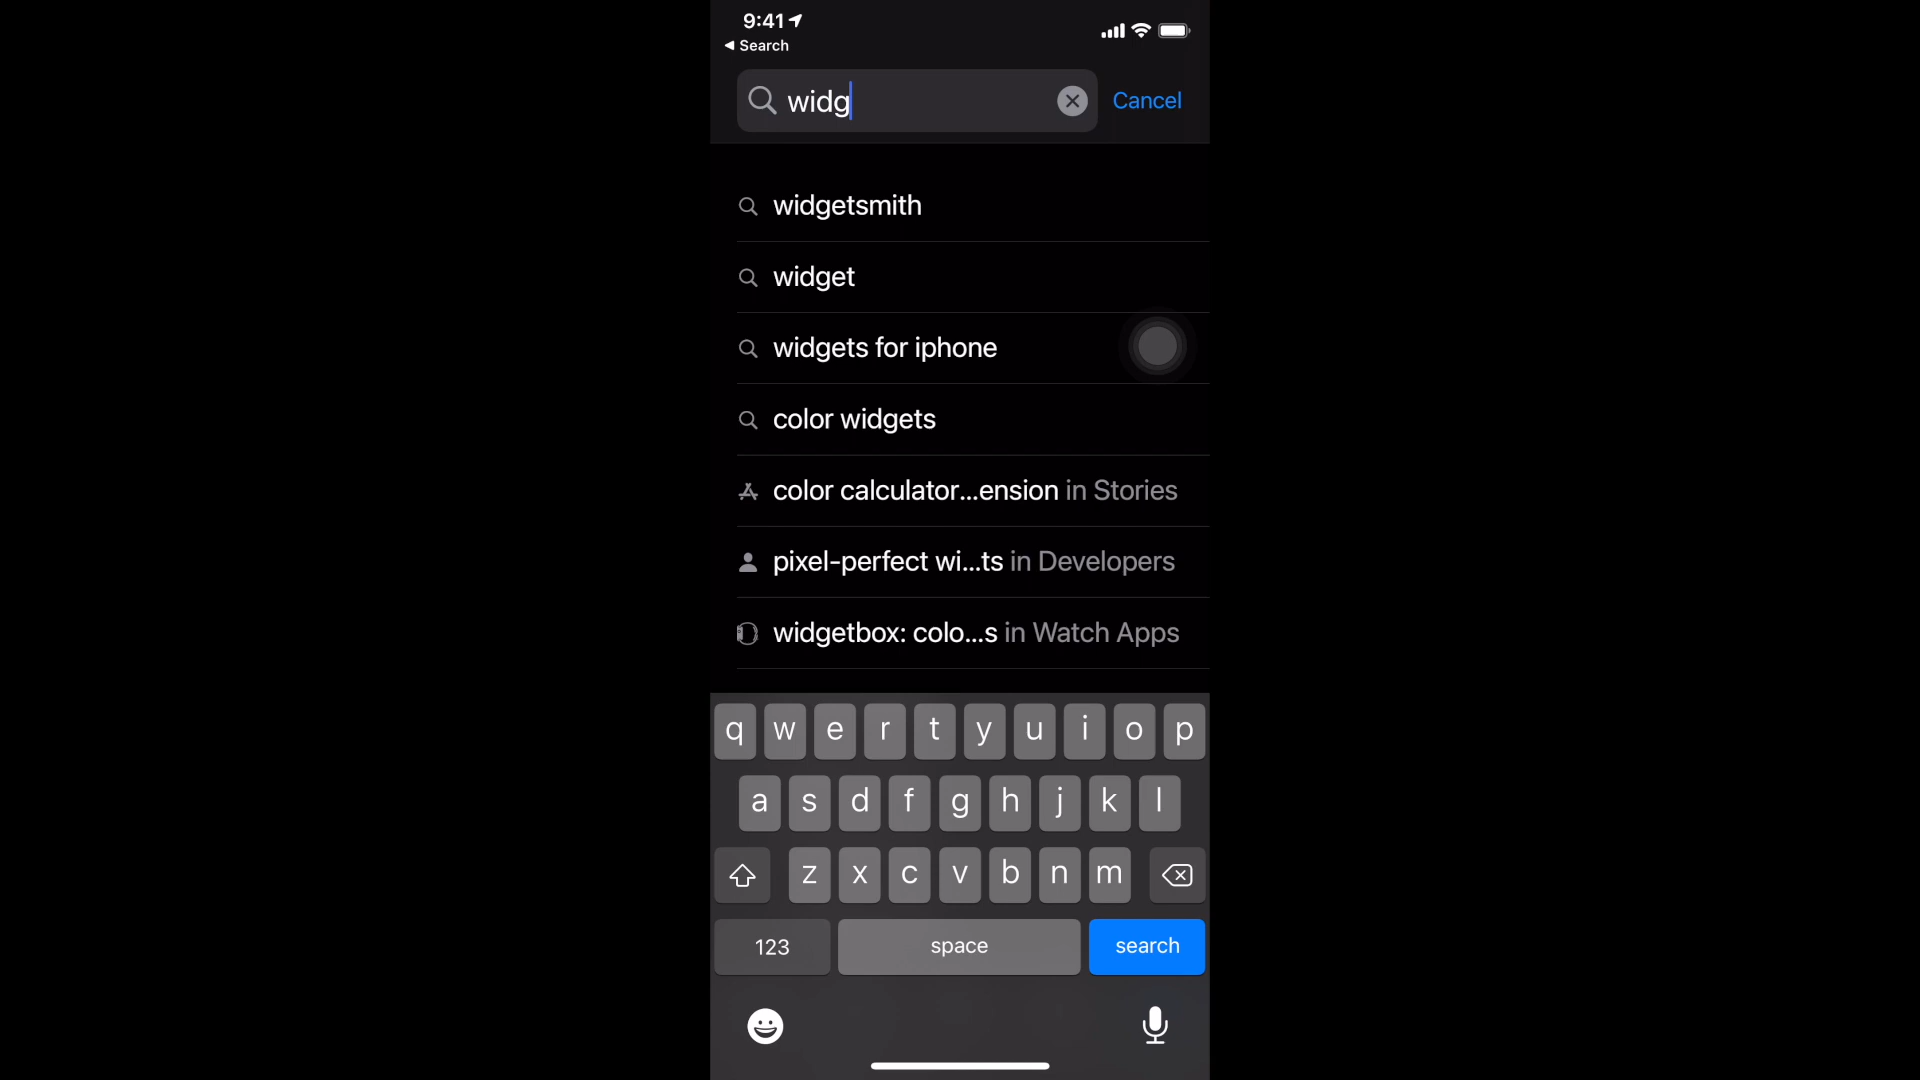 9:41
Search
widg
Cancel
widgetsmith
widget
widgets for iphone
color widgets
color calculator...ension in Stories
pixel-perfect wi...ts in Developers
widgetbox: colo...s in Watch Apps
q w e r t y u i o p
a s d f g h j k l
z x c v b n m
123 space search